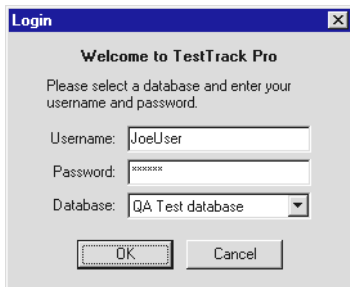 Login
Welcome to TestTrack Pro
Please select a database and enter your
username and password.
Username: JoeUser
Password: ******
Database: QA Test database
OK Cancel